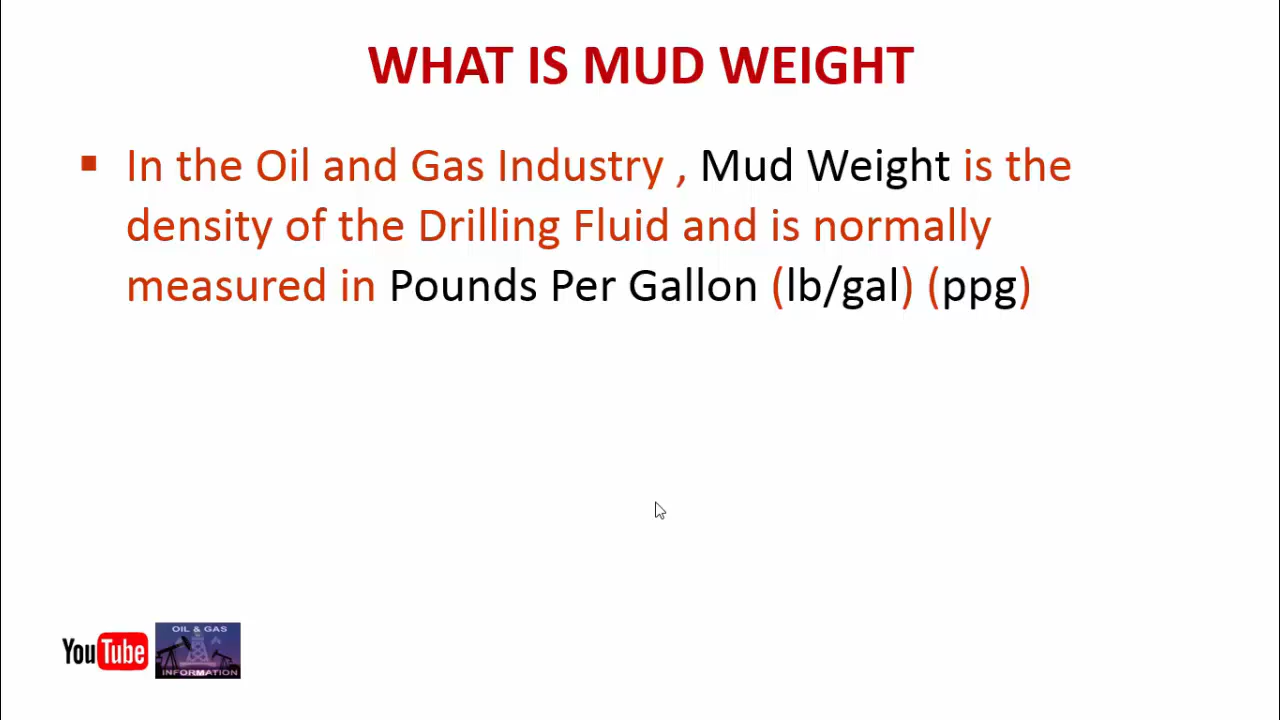 WHAT IS MUD WEIGHT
▪ In the Oil and Gas Industry , Mud Weight is the
density of the Drilling Fluid and is normally
measured in Pounds Per Gallon (lb/gal) (ppg)
YouTube
OIL & GAS
INFORMATION